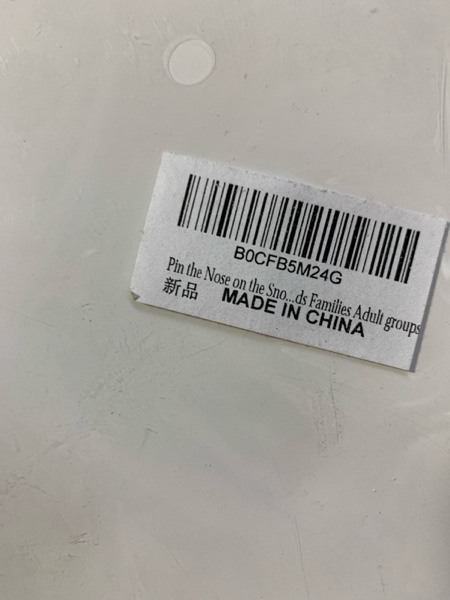 B0CFB5M24G
Pin the Nose on the Sno...ds Families Adult groups
新品 MADE IN CHINA